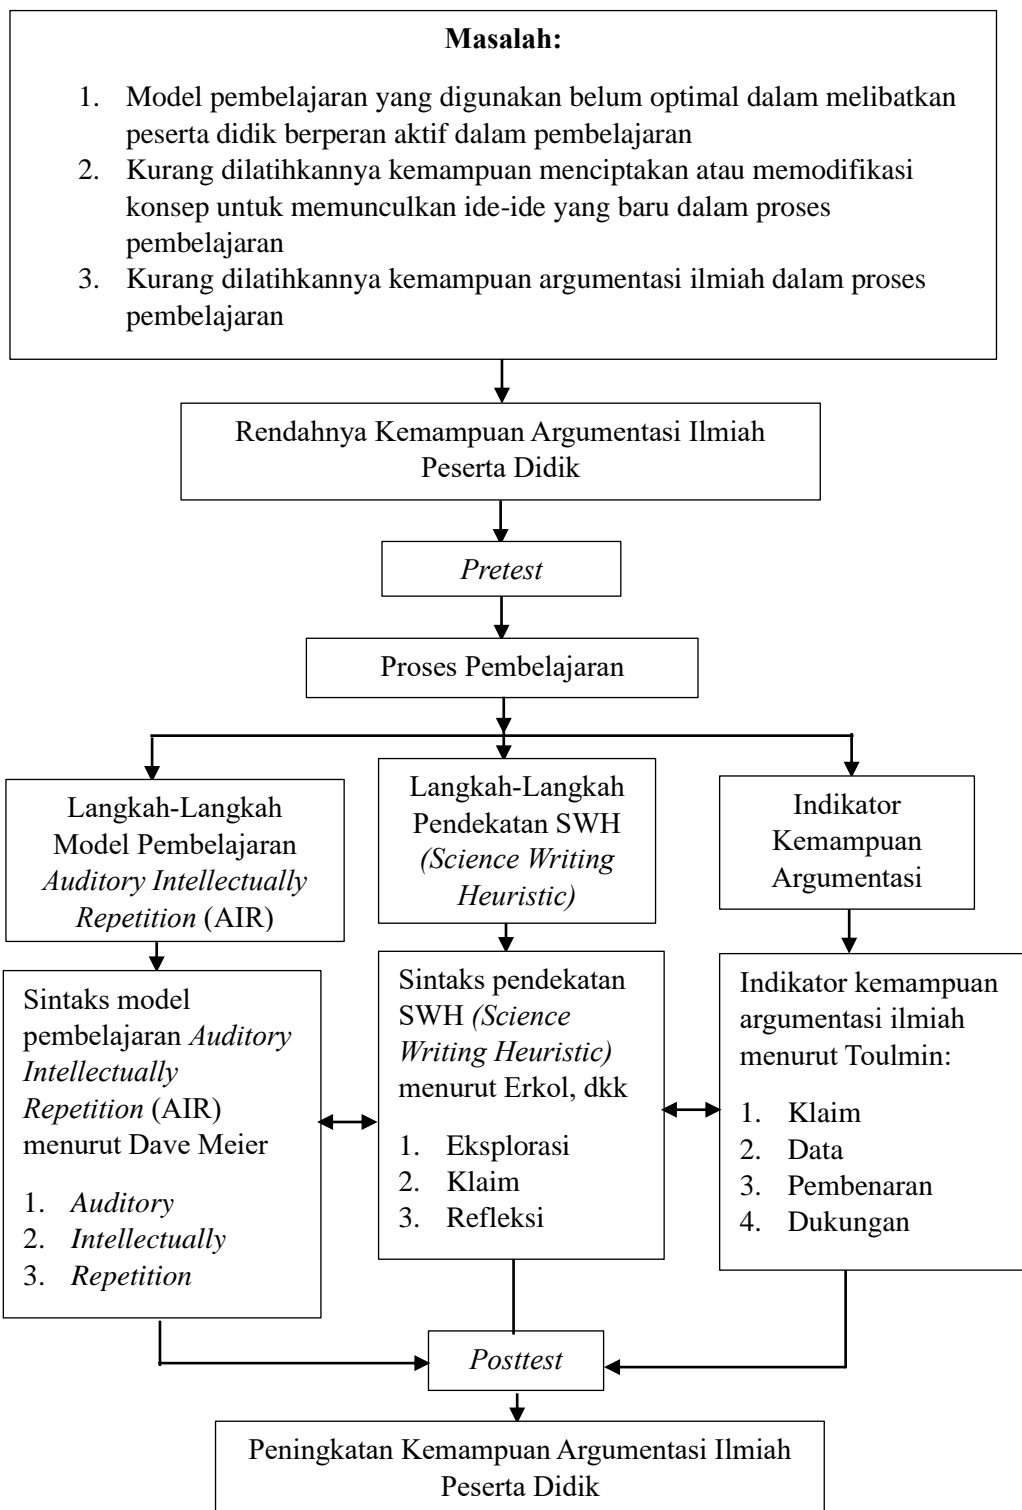 Masalah:
1. Model pembelajaran yang digunakan belum optimal dalam melibatkan
peserta didik berperan aktif dalam pembelajaran
2. Kurang dilatihkannya kemampuan menciptakan atau memodifikasi
konsep untuk memunculkan ide-ide yang baru dalam proses
pembelajaran
3. Kurang dilatihkannya kemampuan argumentasi ilmiah dalam proses
pembelajaran
Rendahnya Kemampuan Argumentasi Ilmiah
Peserta Didik
Pretest
Proses Pembelajaran
Langkah-Langkah
Model Pembelajaran
Auditory Intellectually
Repetition (AIR)
Langkah-Langkah
Pendekatan SWH
(Science Writing
Heuristic)
Indikator
Kemampuan
Argumentasi
Sintaks model
pembelajaran Auditory
Intellectually
Repetition (AIR)
menurut Dave Meier
1. Auditory
2. Intellectually
3. Repetition
Sintaks pendekatan
SWH (Science
Writing Heuristic)
menurut Erkol, dkk
1. Eksplorasi
2. Klaim
3. Refleksi
Indikator kemampuan
argumentasi ilmiah
menurut Toulmin:
1. Klaim
2. Data
3. Pembenaran
4. Dukungan
Posttest
Peningkatan Kemampuan Argumentasi Ilmiah
Peserta Didik